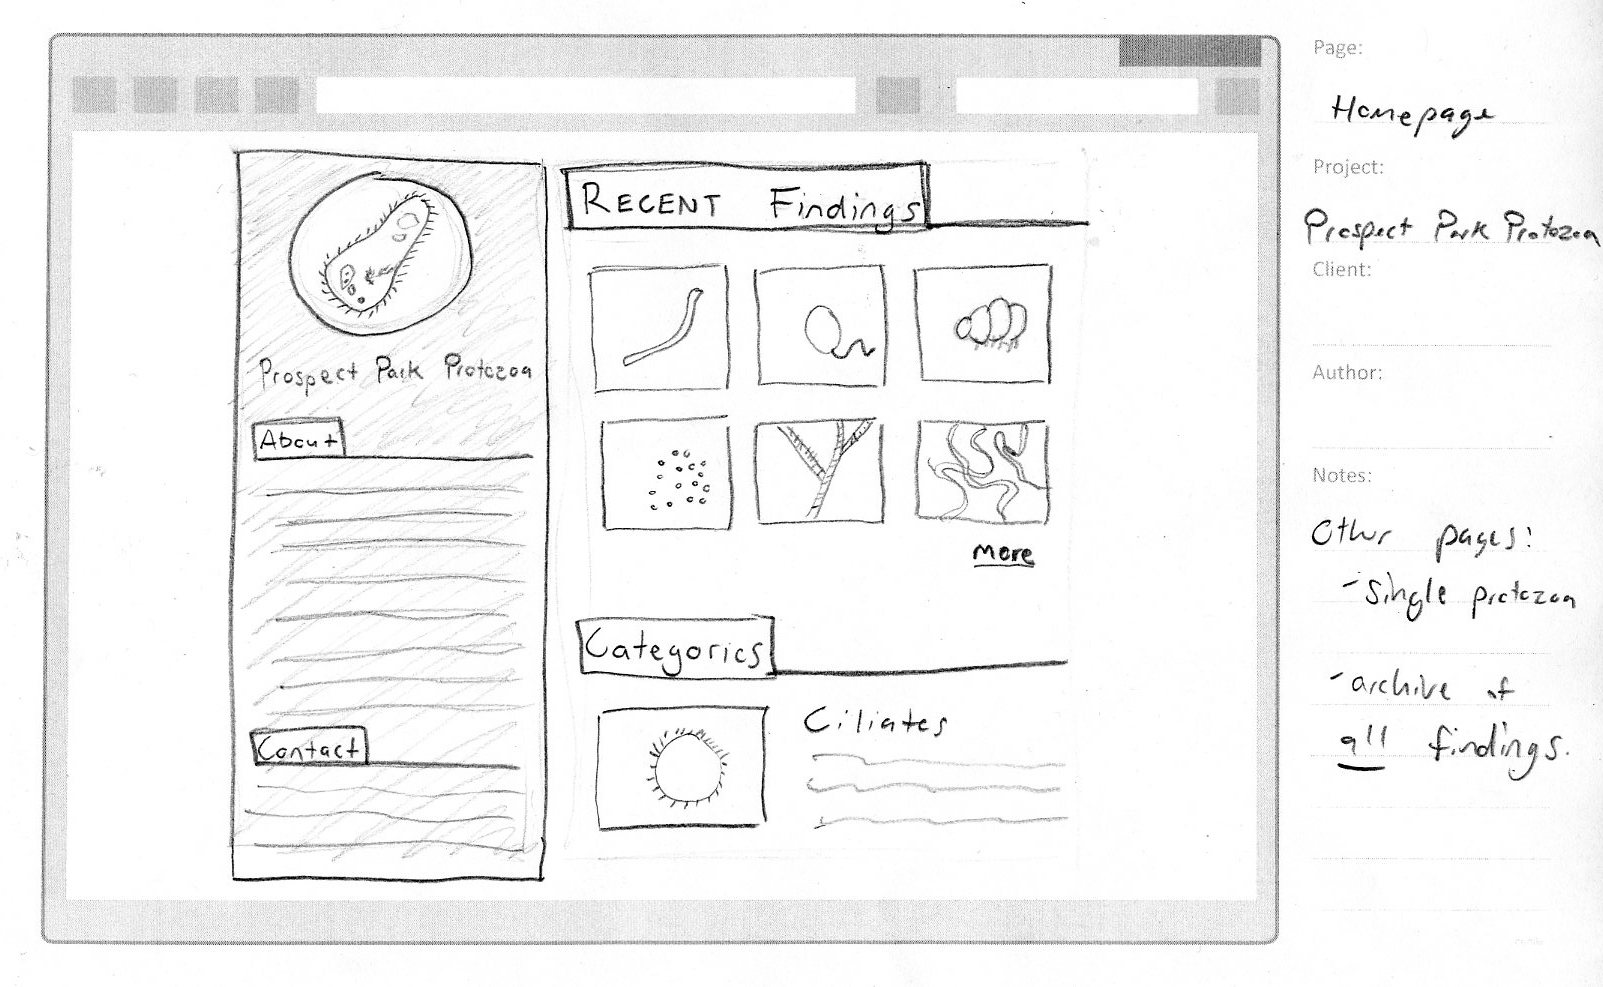 Prospect Park Protozoa
About
Contact
RECENT Findings
more
Categories
Ciliates
Page:
Homepage
Project:
Prospect Park Protozoa
Client:
Author:
Notes:
Other pages:
- Single protozoa
- archive of
all findings.